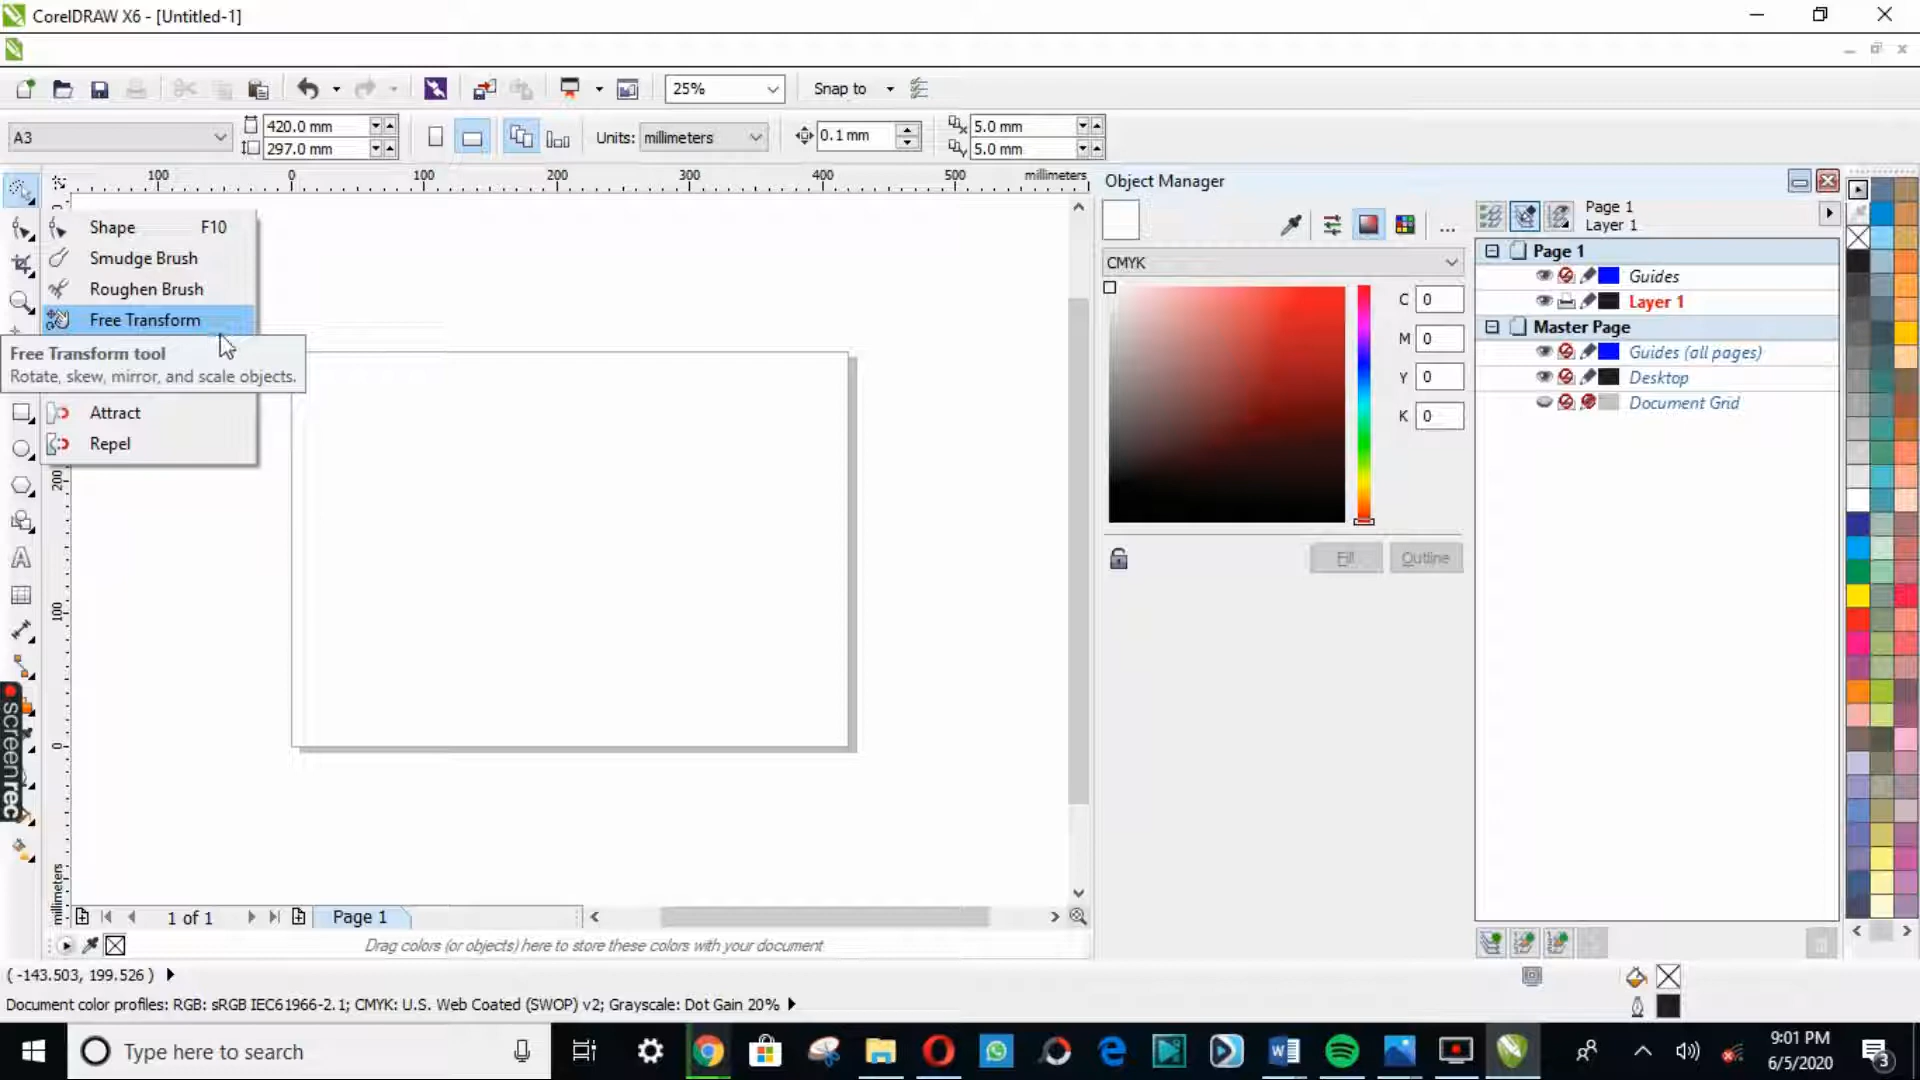 CorelDRAW X6 - [Untitled-1]
25%
Snap to
A3
420.0 mm
297.0 mm
Units: millimeters
0.1 mm
5.0 mm
5.0 mm
100 0 100 200 300 400 500 millimeters
Shape F10
Smudge Brush
Roughen Brush
Free Transform
Free Transform tool
Rotate, skew, mirror, and scale objects.
Attract
Repel
200
100
0
millimeters
screenrec
Object Manager
CMYK
C 0
M 0
Y 0
K 0
Fill Outline
Page 1
Layer 1
Page 1
Guides
Layer 1
Master Page
Guides (all pages)
Desktop
Document Grid
1 of 1
Page 1
Drag colors (or objects) here to store these colors with your document
( -143.503, 199.526 )
Document color profiles: RGB: sRGB IEC61966-2.1; CMYK: U.S. Web Coated (SWOP) v2; Grayscale: Dot Gain 20%
Type here to search
9:01 PM
6/5/2020
3